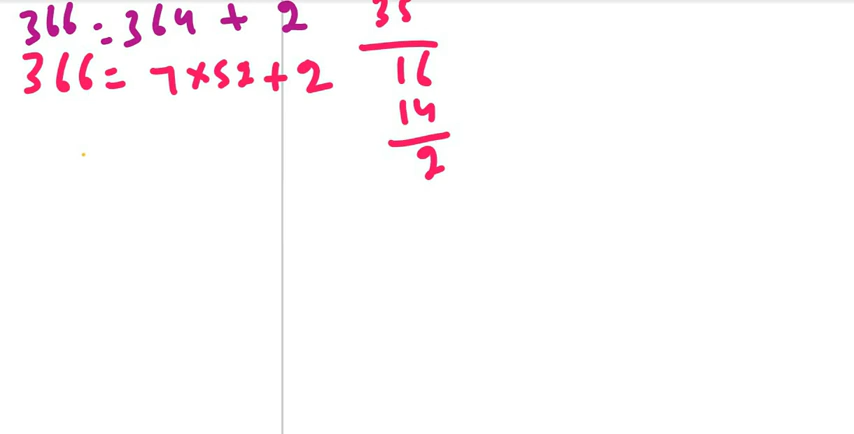 366 = 364 + 2
366 = 7 × 52 + 2
35
16
14
2